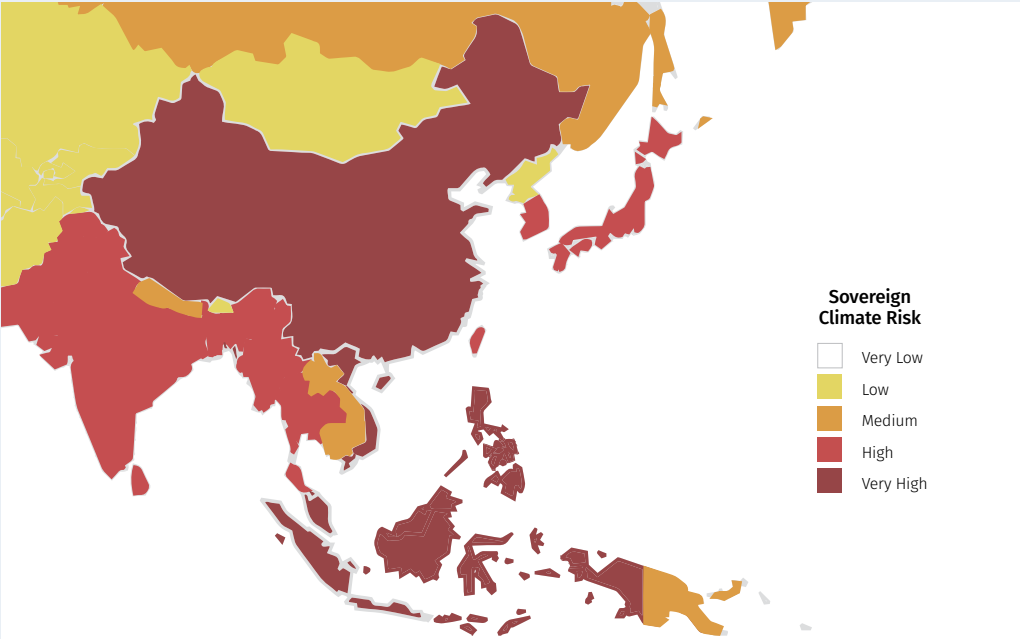 Sovereign
Climate Risk
Very Low
Low
Medium
High
Very High